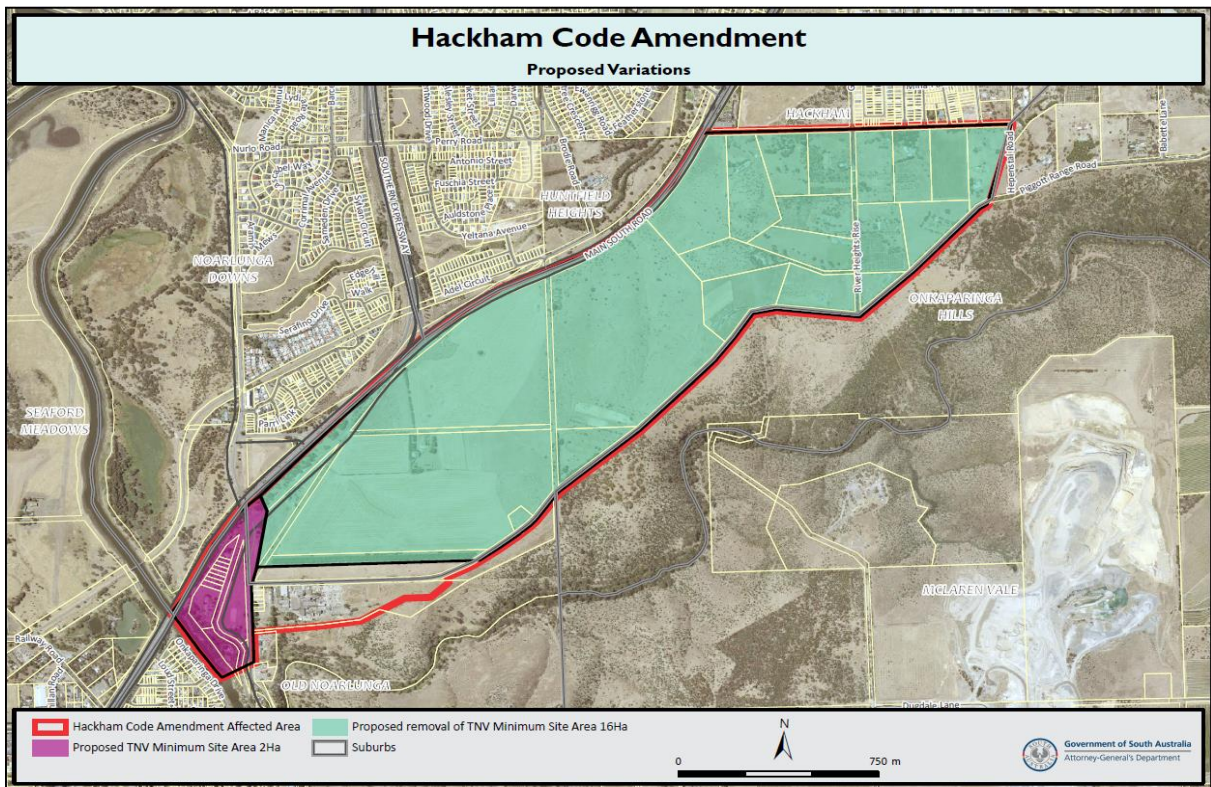 Hackham Code Amendment
Proposed Variations
HACKHAM
Nurlo Road
Perry Road
Antonio Street
Fuschia Street
Auldstone Pass
Yeltana Avenue
Brodie Road
HUNTFIELD
HEIGHTS
SOUTHERN EXPRESSWAY
MAIN SOUTH ROAD
Hepenstal Road
Piggott Range Road
River Heights Rise
ONKAPARINGA
HILLS
NOARLUNGA
DOWNS
Adel Circuit
Serafino Drive
SEAFORD
MEADOWS
MCLAREN VALE
Railway Road
Onkaparinga Drive
OLD NOARLUNGA
Dugdale Lane
Hackham Code Amendment Affected Area
Proposed removal of TNV Minimum Site Area 16Ha
Proposed TNV Minimum Site Area 2Ha
Suburbs
N
0
750 m
Government of South Australia
Attorney-General's Department